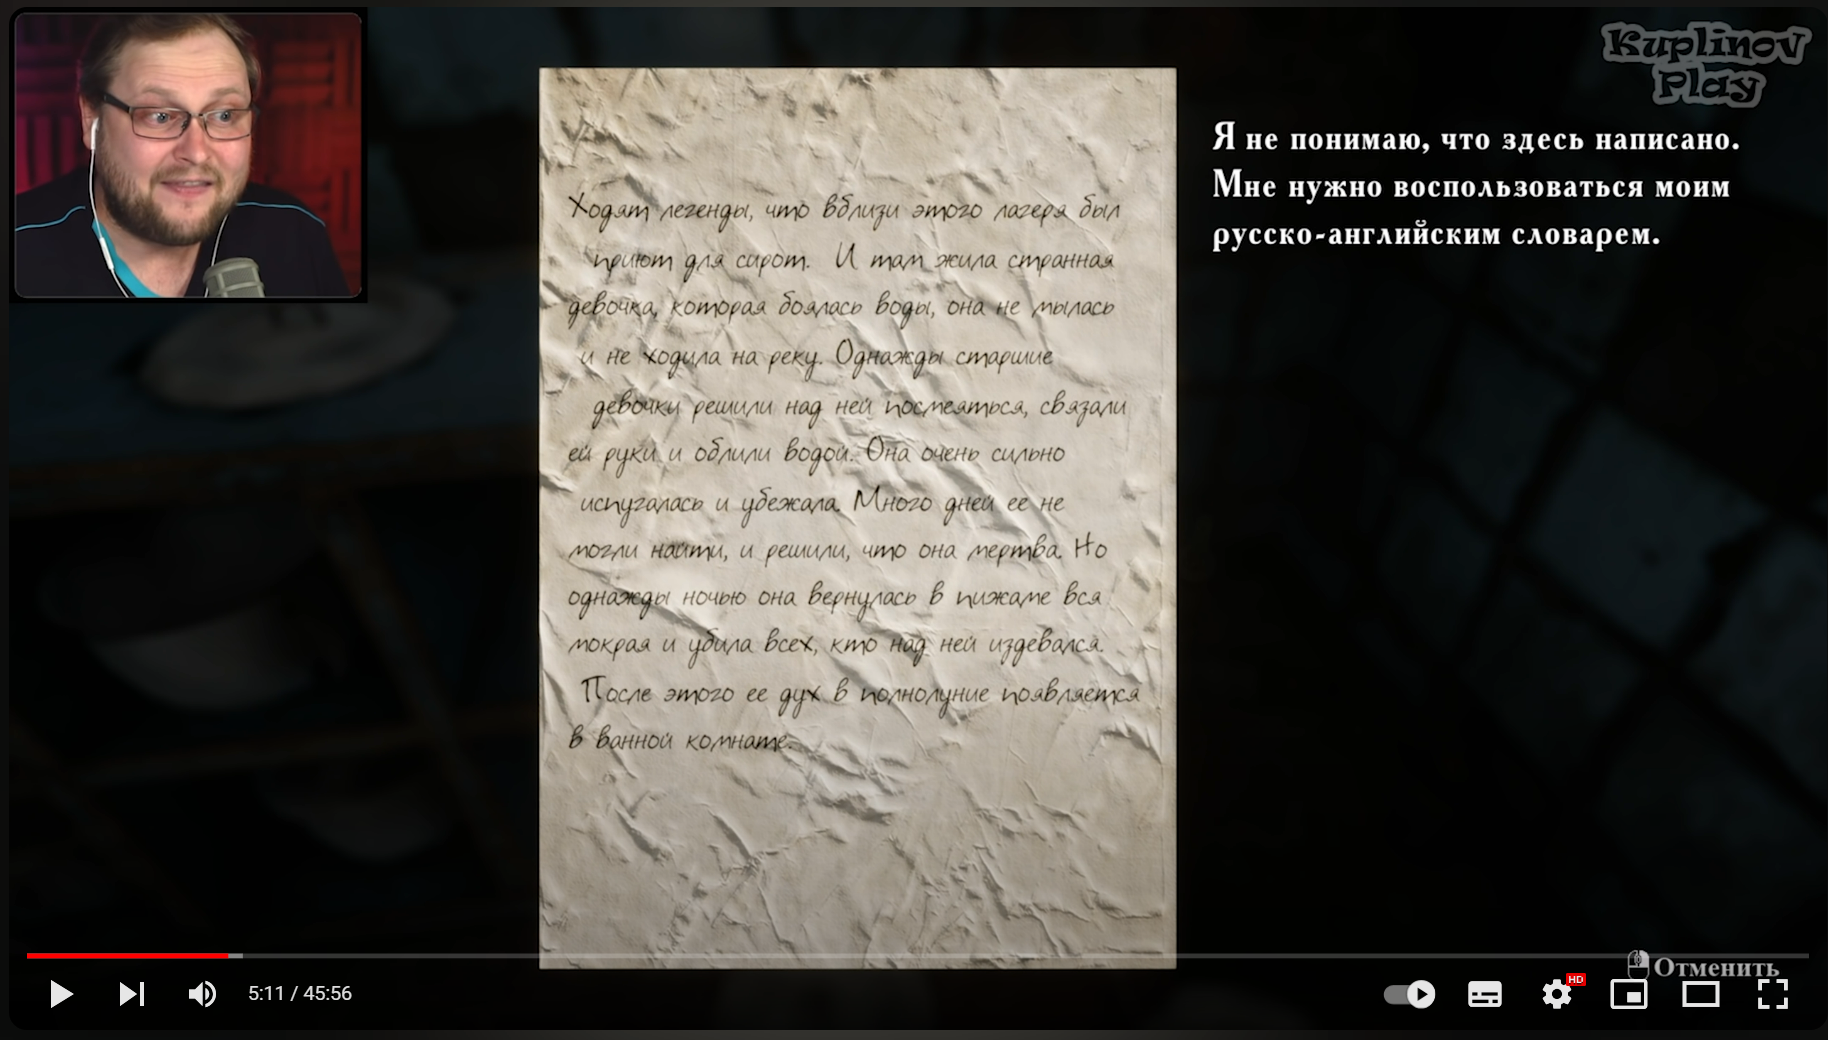 Kuplinov
Play
Я не понимаю, что здесь написано.
Мне нужно воспользоваться моим
русско-английским словарем.
Ходят легенды, что вблизи этого лагеря был
приют для сирот. И там жила странная
девочка, которая боялась воды, она не мылась
и не ходила на реку. Однажды старшие
девочки решили над ней посмеяться, связали
ей руки и облили водой. Она очень сильно
испугалась и убежала. Много дней ее не
могли найти, и решили, что она мертва. Но
однажды ночью она вернулась в пижаме вся
мокрая и убила всех, кто над ней издевался.
После этого ее дух в полнолуние появляется
в ванной комнате.
Отменить
5:11 / 45:56
HD